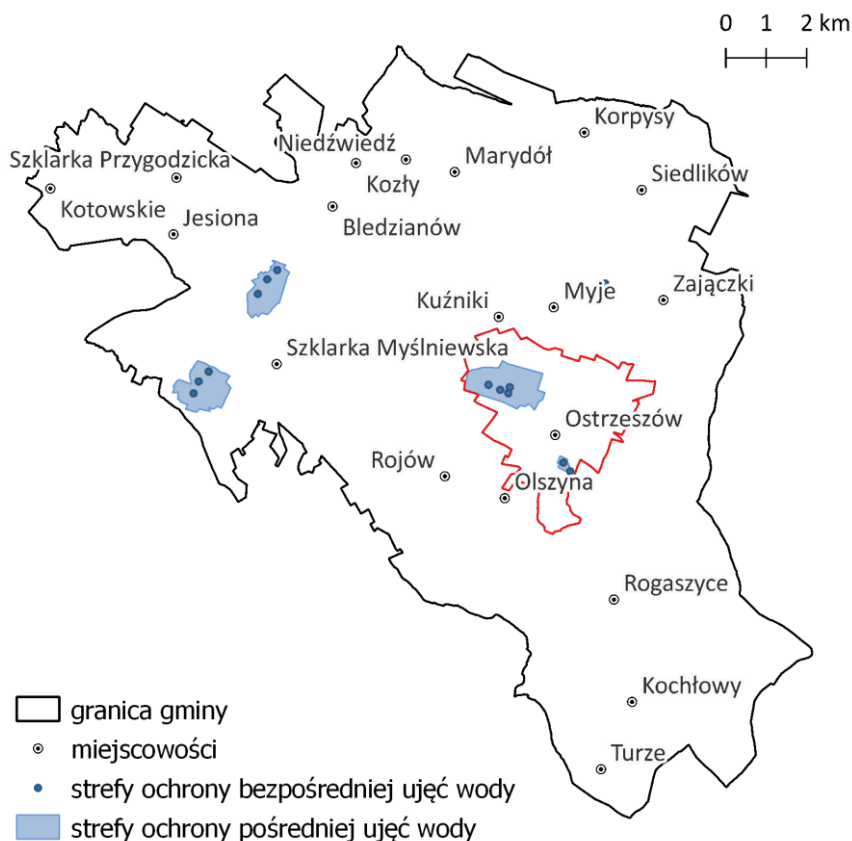 0 1 2 km
Korpysy
Niedźwiedź
Marydół
Szklarka Przygodzicka
Kozły
Siedlików
Kotowskie
Jesiona
Bledzianów
Kuźniki
Myje
Zajączki
Szklarka Myślniewska
Ostrzeszów
Rojów
Olszyna
Rogaszyce
Kochłowy
Turze
granica gminy
miejscowości
strefy ochrony bezpośredniej ujęć wody
strefy ochrony pośredniej ujęć wody